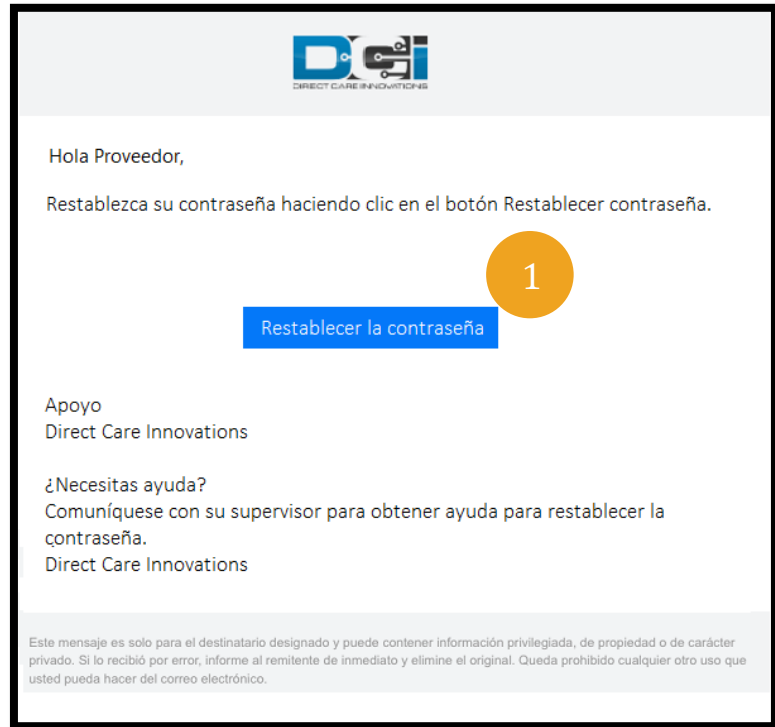 DCi
DIRECT CARE INNOVATIONS
Hola Proveedor,
Restablezca su contraseña haciendo clic en el botón Restablecer contraseña.
1
Restablecer la contraseña
Apoyo
Direct Care Innovations
¿Necesitas ayuda?
Comuníquese con su supervisor para obtener ayuda para restablecer la
contraseña.
Direct Care Innovations
Este mensaje es solo para el destinatario designado y puede contener información privilegiada, de propiedad o de carácter
privado. Si lo recibió por error, informe al remitente de inmediato y elimine el original. Queda prohibido cualquier otro uso que
usted pueda hacer del correo electrónico.